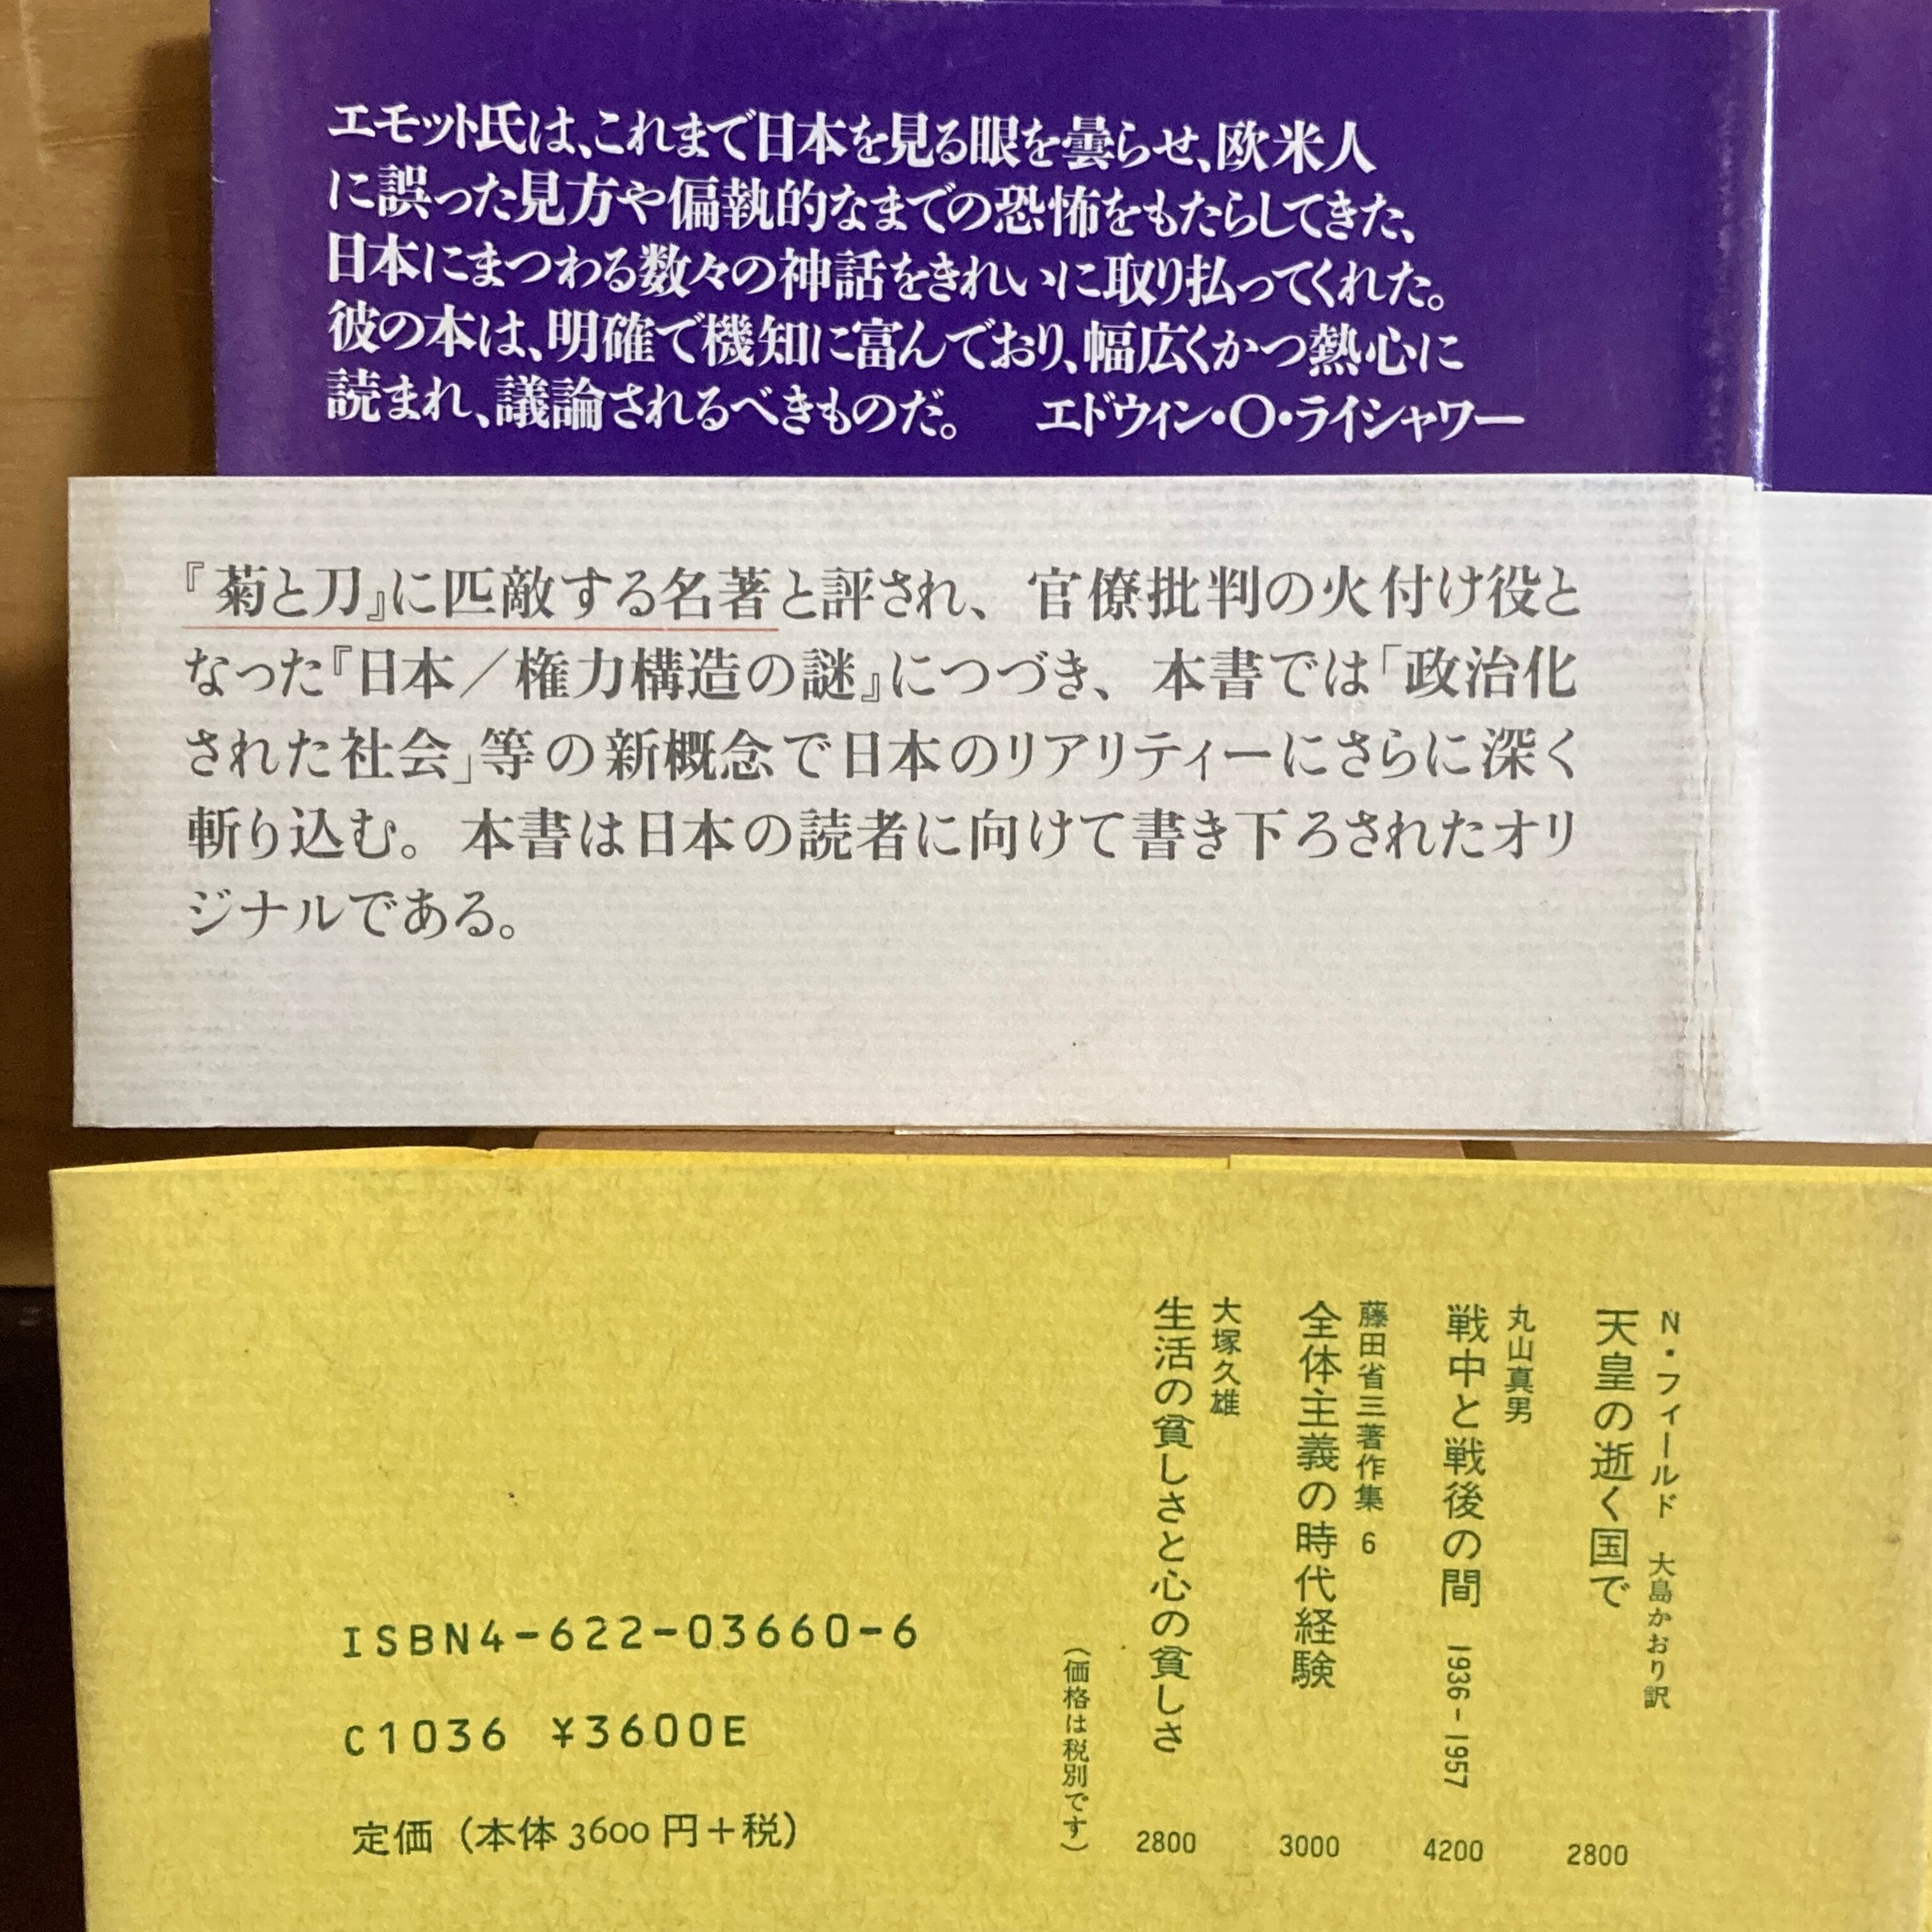 エモット氏は、これまで日本を見る眼を曇らせ、欧米人
に誤った見方や偏執的なまでの恐怖をもたらしてきた、
日本にまつわる数々の神話をきれいに取り払ってくれた。
彼の本は、明確で機知に富んでおり、幅広くかつ熱心に
読まれ、議論されるべきものだ。　エドウィン・O・ライシャワー
『菊と刀』に匹敵する名著と評され、官僚批判の火付け役と
なった『日本／権力構造の謎』につづき、本書では「政治化
された社会」等の新概念で日本のリアリティーにさらに深く
斬り込む。本書は日本の読者に向けて書き下ろされたオリ
ジナルである。
N・フィールド　大島かおり訳
天皇の逝く国で　2800
丸山真男
戦中と戦後の間　1936-1957　4200
藤田省三著作集 6
全体主義の時代経験　3000
大塚久雄
生活の貧しさと心の貧しさ　2800
（価格は税別です）
ISBN4-622-03660-6
C1036 ¥3600E
定価（本体 3600 円＋税）